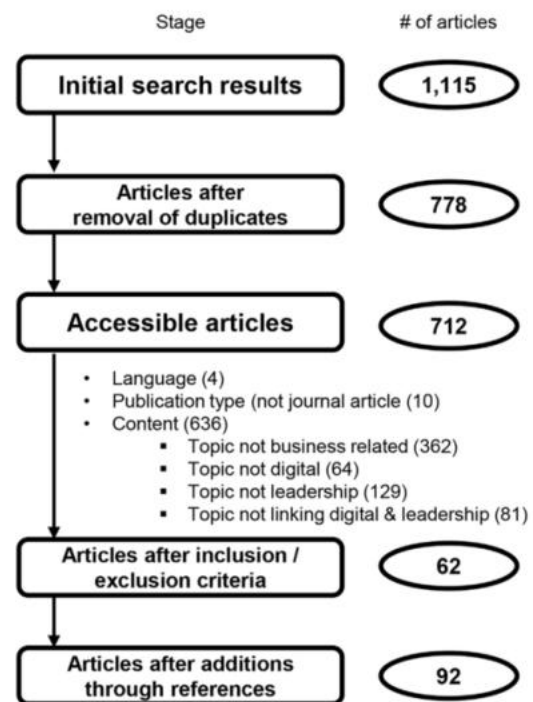 Stage # of articles
Initial search results 1,115
Articles after
removal of duplicates 778
Accessible articles 712
• Language (4)
• Publication type (not journal article (10)
• Content (636)
▪ Topic not business related (362)
▪ Topic not digital (64)
▪ Topic not leadership (129)
▪ Topic not linking digital & leadership (81)
Articles after inclusion /
exclusion criteria 62
Articles after additions
through references 92